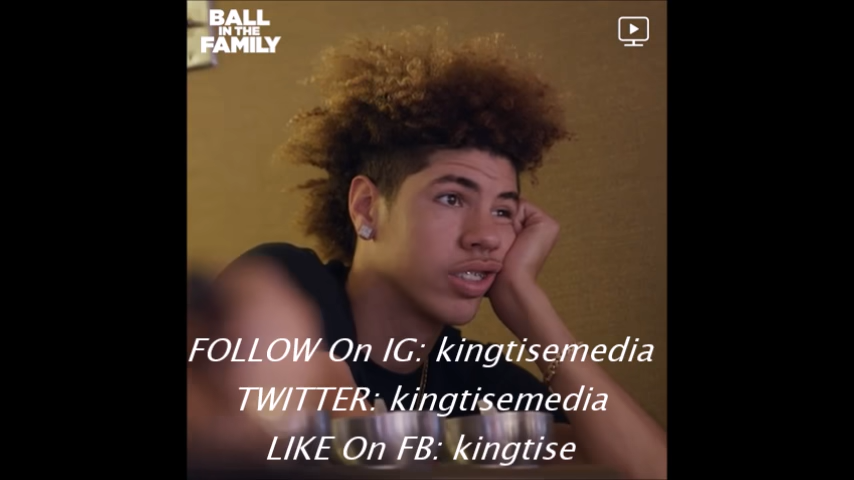 BALL
IN THE
FAMILY
FOLLOW On IG: kingtisemedia
TWITTER: kingtisemedia
LIKE On FB: kingtise